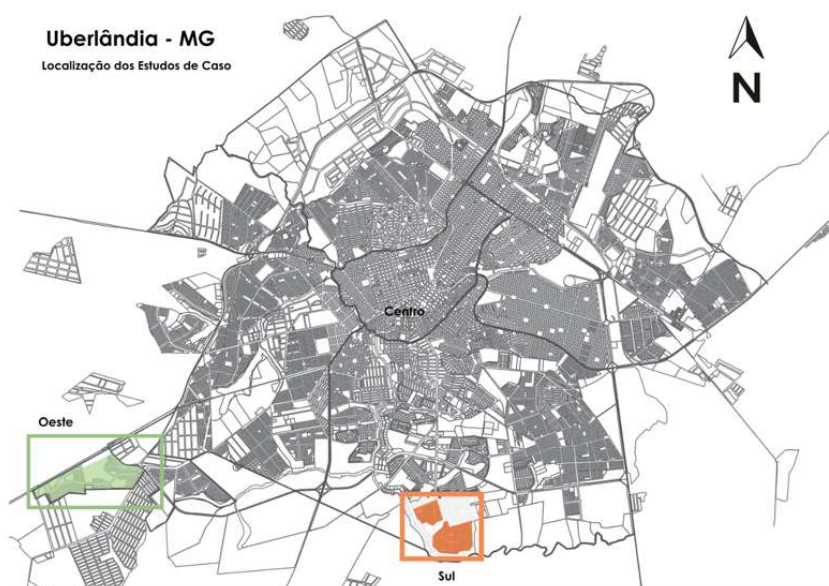 Uberlândia - MG
Localização dos Estudos de Caso
N
Centro
Oeste
Sul